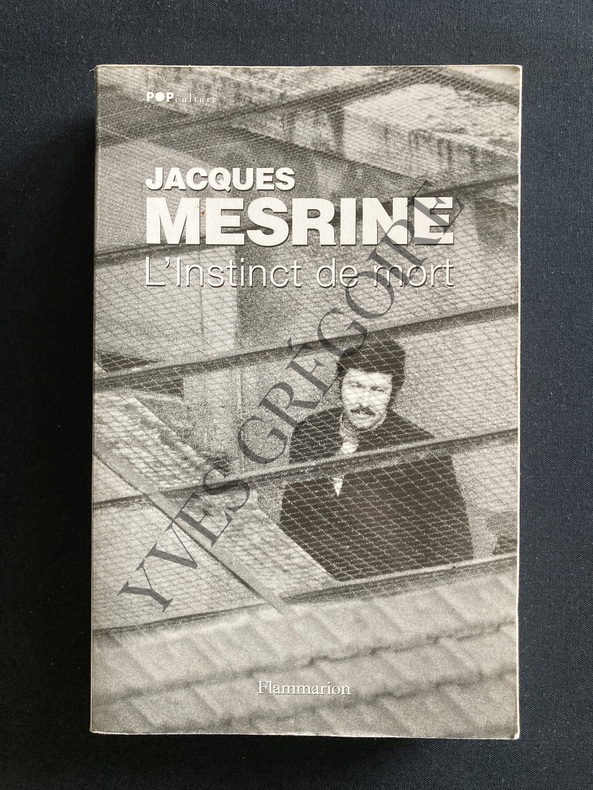 POPculture
JACQUES
MESRINE
L'Instinct de mort
YVES GRÉGOIRE
Flammarion